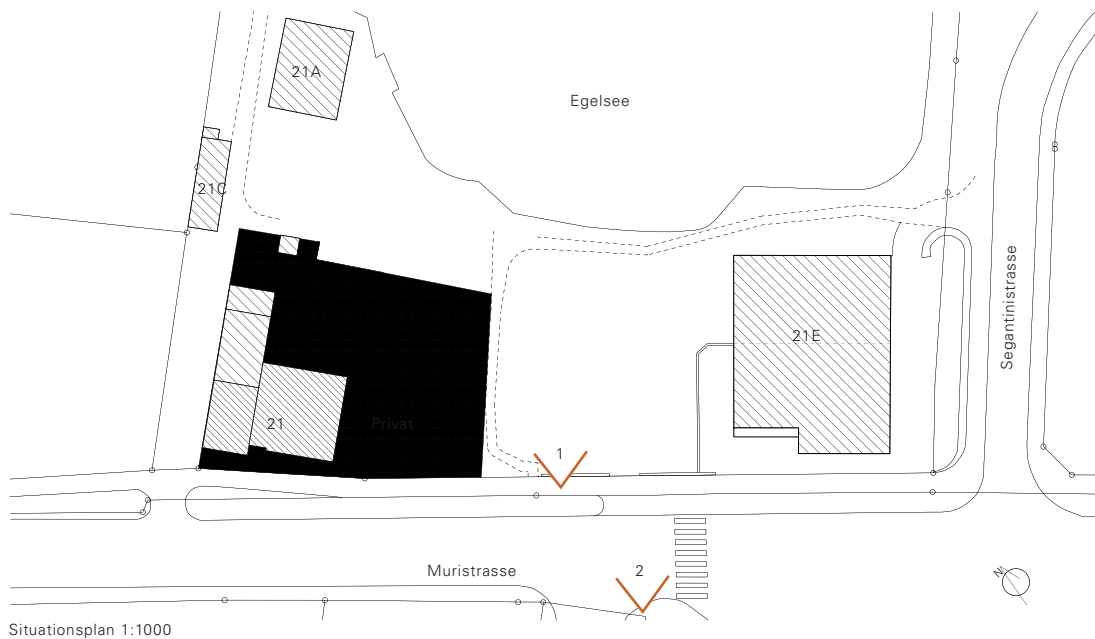 21A
Egelsee
21C
Segantinistrasse
21E
21
Privat
1
Muristrasse
2
N
Situationsplan 1:1000